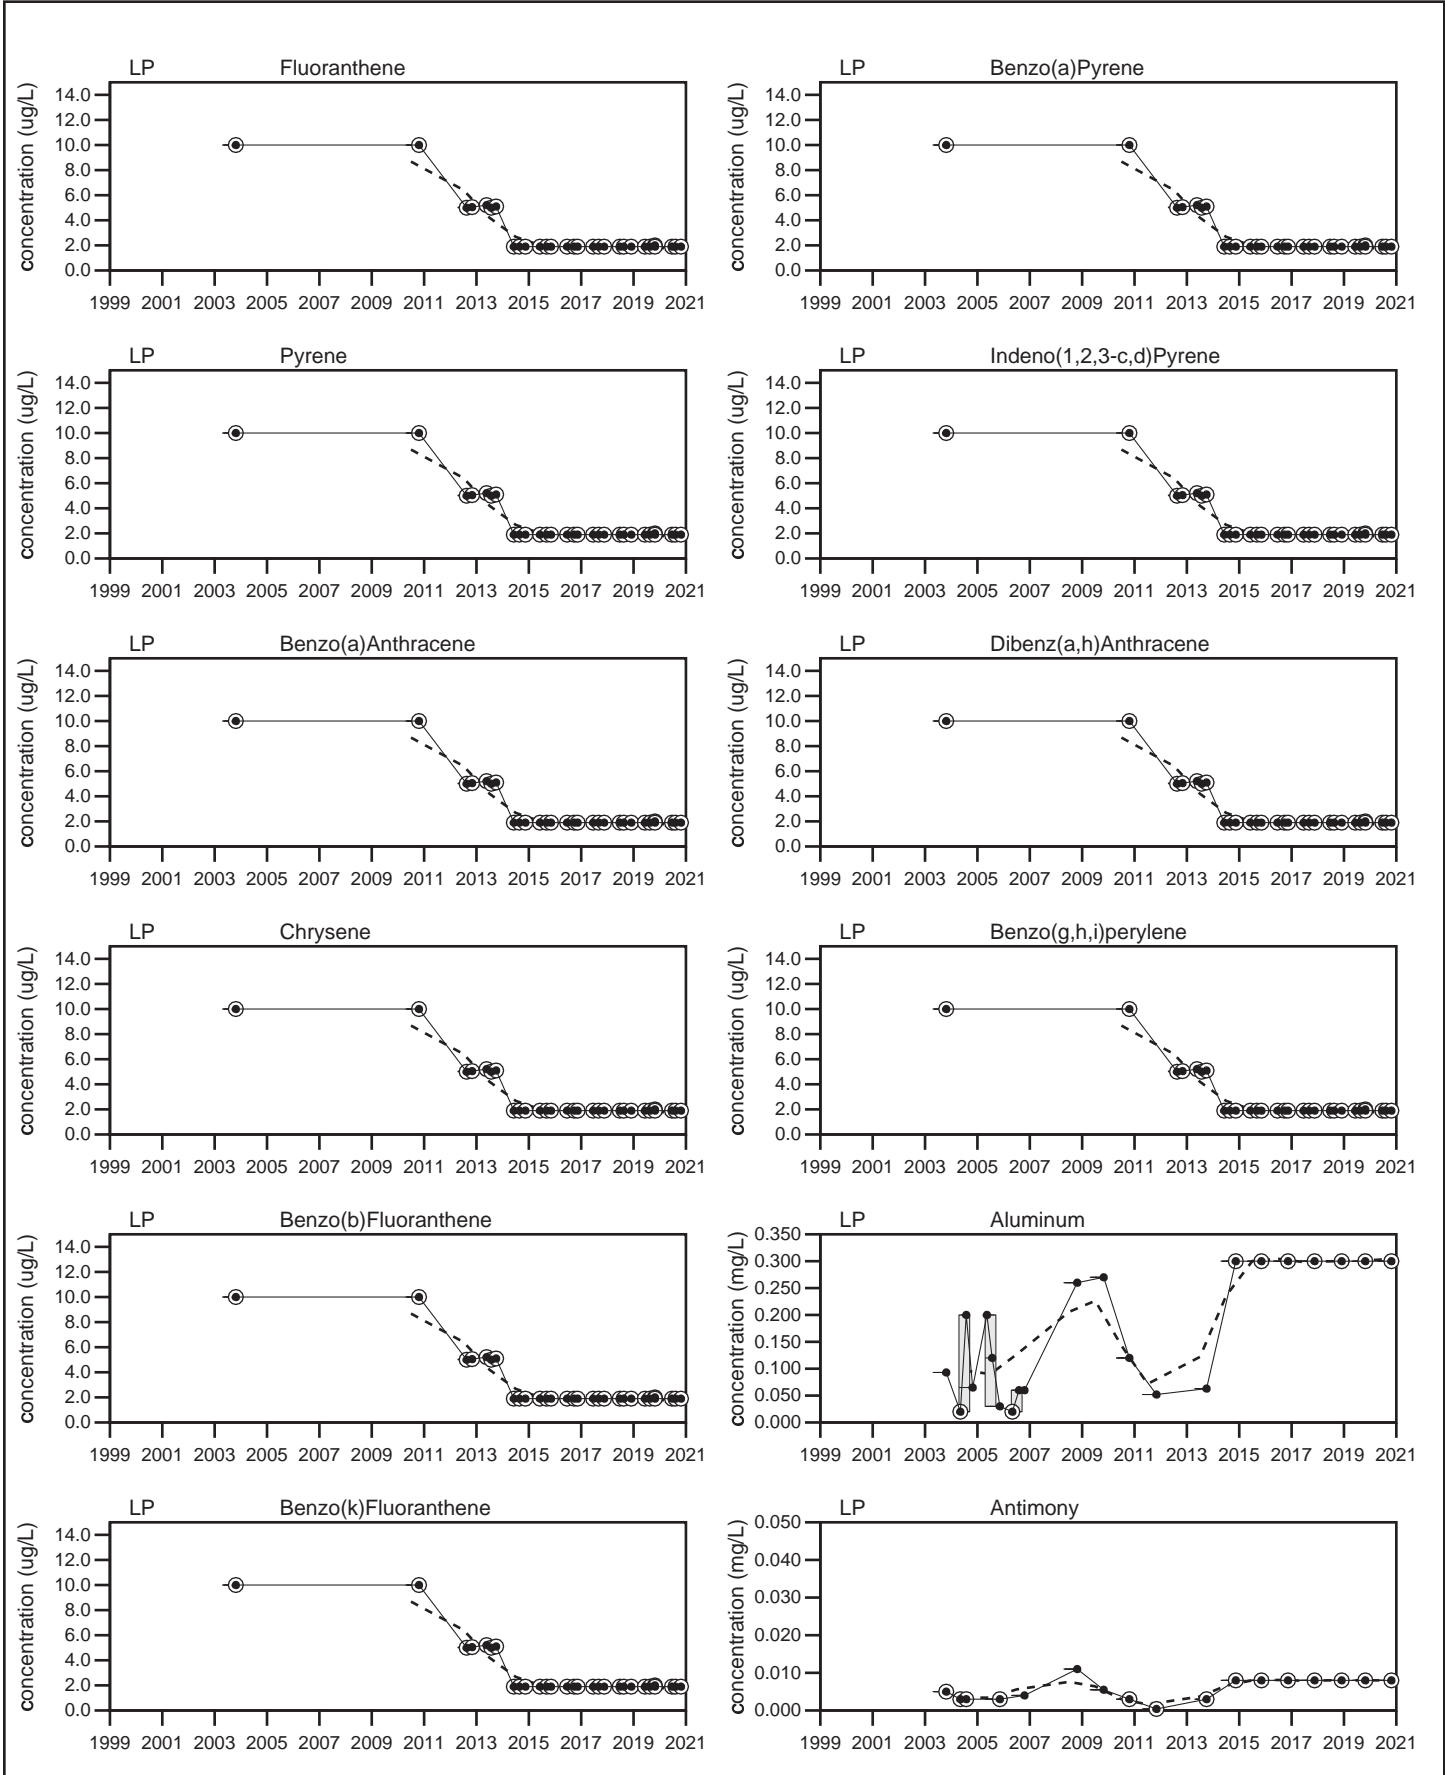 LP Fluoranthene
concentration (ug/L)
14.0
12.0
10.0
8.0
6.0
4.0
2.0
0.0
1999 2001 2003 2005 2007 2009 2011 2013 2015 2017 2019 2021
LP Benzo(a)Pyrene
concentration (ug/L)
14.0
12.0
10.0
8.0
6.0
4.0
2.0
0.0
1999 2001 2003 2005 2007 2009 2011 2013 2015 2017 2019 2021
LP Pyrene
concentration (ug/L)
14.0
12.0
10.0
8.0
6.0
4.0
2.0
0.0
1999 2001 2003 2005 2007 2009 2011 2013 2015 2017 2019 2021
LP Indeno(1,2,3-c,d)Pyrene
concentration (ug/L)
14.0
12.0
10.0
8.0
6.0
4.0
2.0
0.0
1999 2001 2003 2005 2007 2009 2011 2013 2015 2017 2019 2021
LP Benzo(a)Anthracene
concentration (ug/L)
14.0
12.0
10.0
8.0
6.0
4.0
2.0
0.0
1999 2001 2003 2005 2007 2009 2011 2013 2015 2017 2019 2021
LP Dibenz(a,h)Anthracene
concentration (ug/L)
14.0
12.0
10.0
8.0
6.0
4.0
2.0
0.0
1999 2001 2003 2005 2007 2009 2011 2013 2015 2017 2019 2021
LP Chrysene
concentration (ug/L)
14.0
12.0
10.0
8.0
6.0
4.0
2.0
0.0
1999 2001 2003 2005 2007 2009 2011 2013 2015 2017 2019 2021
LP Benzo(g,h,i)perylene
concentration (ug/L)
14.0
12.0
10.0
8.0
6.0
4.0
2.0
0.0
1999 2001 2003 2005 2007 2009 2011 2013 2015 2017 2019 2021
LP Benzo(b)Fluoranthene
concentration (ug/L)
14.0
12.0
10.0
8.0
6.0
4.0
2.0
0.0
1999 2001 2003 2005 2007 2009 2011 2013 2015 2017 2019 2021
LP Aluminum
concentration (mg/L)
0.350
0.300
0.250
0.200
0.150
0.100
0.050
0.000
1999 2001 2003 2005 2007 2009 2011 2013 2015 2017 2019 2021
LP Benzo(k)Fluoranthene
concentration (ug/L)
14.0
12.0
10.0
8.0
6.0
4.0
2.0
0.0
1999 2001 2003 2005 2007 2009 2011 2013 2015 2017 2019 2021
LP Antimony
concentration (mg/L)
0.050
0.040
0.030
0.020
0.010
0.000
1999 2001 2003 2005 2007 2009 2011 2013 2015 2017 2019 2021